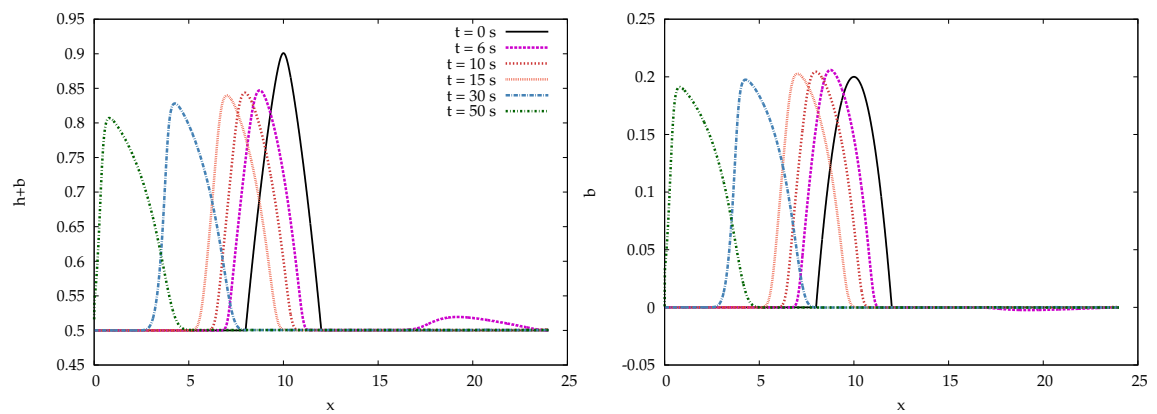 0.95
0.9
0.85
0.8
0.75
0.7
0.65
0.6
0.55
0.5
0.45
h+b
0 5 10 15 20 25
x
t = 0 s
t = 6 s
t = 10 s
t = 15 s
t = 30 s
t = 50 s
0.25
0.2
0.15
0.1
0.05
0
-0.05
b
0 5 10 15 20 25
x